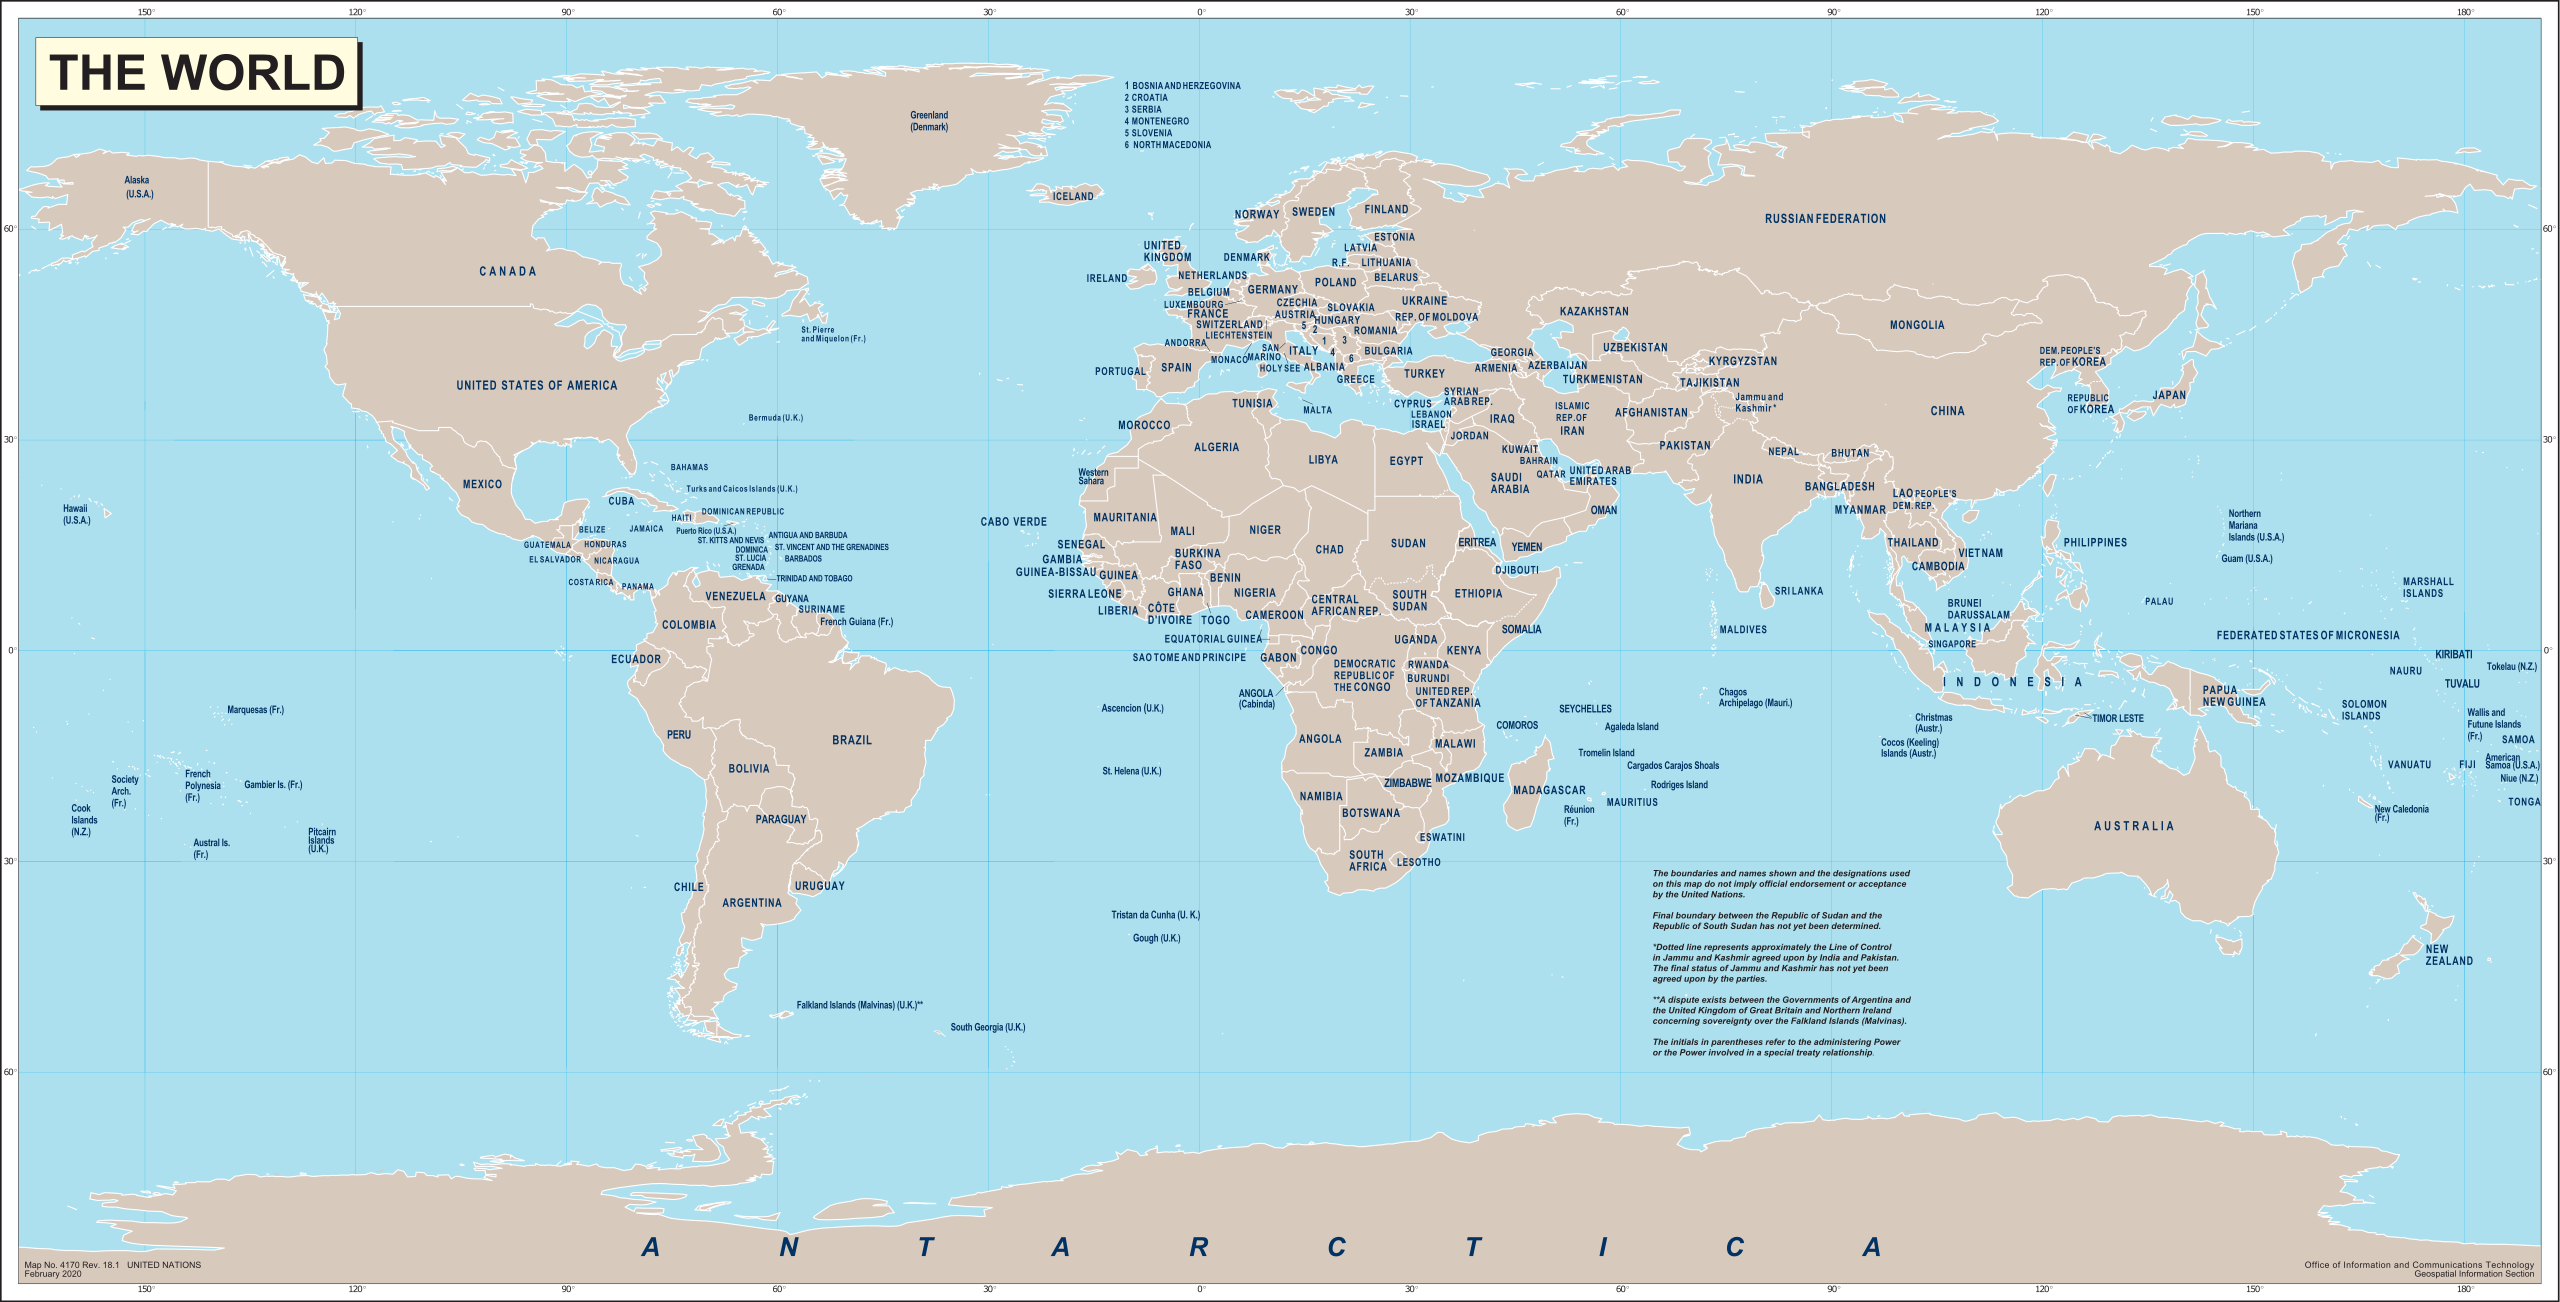 150°
120°
90°
60°
30°
0°
30°
60°
90°
120°
150°
180°
THE WORLD
1 BOSNIA AND HERZEGOVINA
2 CROATIA
3 SERBIA
4 MONTENEGRO
5 SLOVENIA
6 NORTH MACEDONIA
Greenland
(Denmark)
Alaska
(U.S.A.)
ICELAND
60°
60°
NORWAY
SWEDEN
FINLAND
RUSSIAN FEDERATION
ESTONIA
LATVIA
R.F.
LITHUANIA
BELARUS
UNITED
KINGDOM
DENMARK
IRELAND
NETHERLANDS
BELGIUM
GERMANY
POLAND
LUXEMBOURG
CZECHIA
SLOVAKIA
UKRAINE
FRANCE
AUSTRIA
HUNGARY
REP. OF MOLDOVA
SWITZERLAND
5
2
ROMANIA
LIECHTENSTEIN
ANDORRA
MONACO
SAN
MARINO
ITALY
1
3
4
6
BULGARIA
HOLY SEE
ALBANIA
GREECE
PORTUGAL
SPAIN
CANADA
St. Pierre
and Miquelon (Fr.)
UNITED STATES OF AMERICA
Bermuda (U.K.)
KAZAKHSTAN
MONGOLIA
UZBEKISTAN
KYRGYZSTAN
GEORGIA
ARMENIA
AZERBAIJAN
TURKMENISTAN
TAJIKISTAN
TURKEY
DEM. PEOPLE'S
REP. OF KOREA
REPUBLIC
OF KOREA
JAPAN
CHINA
Jammu and
Kashmir *
TUNISIA
MALTA
CYPRUS
SYRIAN
ARAB REP.
LEBANON
ISRAEL
IRAQ
ISLAMIC
REP. OF
IRAN
AFGHANISTAN
MOROCCO
JORDAN
30°
30°
ALGERIA
LIBYA
EGYPT
KUWAIT
BAHRAIN
QATAR
UNITED ARAB
EMIRATES
PAKISTAN
NEPAL
BHUTAN
Western
Sahara
SAUDI
ARABIA
INDIA
BANGLADESH
MEXICO
BAHAMAS
Turks and Caicos Islands (U.K.)
CUBA
Hawaii
(U.S.A.)
HAITI
DOMINICAN REPUBLIC
BELIZE
JAMAICA
Puerto Rico (U.S.A.)
ANTIGUA AND BARBUDA
ST. KITTS AND NEVIS
DOMINICA
ST. VINCENT AND THE GRENADINES
ST. LUCIA
BARBADOS
GRENADA
TRINIDAD AND TOBAGO
GUATEMALA
HONDURAS
EL SALVADOR
NICARAGUA
COSTA RICA
PANAMA
CABO VERDE
MAURITANIA
MALI
NIGER
CHAD
SUDAN
ERITREA
YEMEN
OMAN
MYANMAR
LAO PEOPLE'S
DEM. REP.
THAILAND
VIET NAM
CAMBODIA
PHILIPPINES
Northern
Mariana
Islands (U.S.A.)
Guam (U.S.A.)
SENEGAL
GAMBIA
GUINEA-BISSAU
GUINEA
BURKINA
FASO
BENIN
DJIBOUTI
SIERRA LEONE
LIBERIA
CÔTE
D'IVOIRE
GHANA
TOGO
NIGERIA
CAMEROON
CENTRAL
AFRICAN REP.
SOUTH
SUDAN
ETHIOPIA
SOMALIA
SRI LANKA
MALDIVES
BRUNEI
DARUSSALAM
MALAYSIA
SINGAPORE
PALAU
MARSHALL
ISLANDS
FEDERATED STATES OF MICRONESIA
VENEZUELA
GUYANA
SURINAME
French Guiana (Fr.)
COLOMBIA
0°
0°
ECUADOR
EQUATORIAL GUINEA
SAO TOME AND PRINCIPE
GABON
CONGO
UGANDA
KENYA
DEMOCRATIC
REPUBLIC OF
THE CONGO
RWANDA
BURUNDI
UNITED REP.
OF TANZANIA
KIRIBATI
Tokelau (N.Z.)
NAURU
TUVALU
INDONESIA
PAPUA
NEW GUINEA
SOLOMON
ISLANDS
TIMOR LESTE
Wallis and
Futune Islands
(Fr.)
SAMOA
American
Samoa (U.S.A.)
Niue (N.Z.)
FIJI
VANUATU
TONGA
New Caledonia
(Fr.)
ANGOLA
(Cabinda)
Ascencion (U.K.)
St. Helena (U.K.)
SEYCHELLES
COMOROS
Agaleda Island
Tromelin Island
Cargados Carajos Shoals
Rodriges Island
MAURITIUS
Réunion
(Fr.)
Chagos
Archipelago (Mauri.)
Christmas
(Austr.)
Cocos (Keeling)
Islands (Austr.)
Marquesas (Fr.)
Society
Arch.
(Fr.)
French
Polynesia
(Fr.)
Gambier Is. (Fr.)
Cook
Islands
(N.Z.)
Austral Is.
(Fr.)
Pitcairn
Islands
(U.K.)
PERU
BRAZIL
BOLIVIA
PARAGUAY
CHILE
URUGUAY
ARGENTINA
ANGOLA
ZAMBIA
MALAWI
MOZAMBIQUE
ZIMBABWE
MADAGASCAR
NAMIBIA
BOTSWANA
ESWATINI
SOUTH
AFRICA
LESOTHO
AUSTRALIA
NEW
ZEALAND
30°
30°
Tristan da Cunha (U. K.)
Gough (U.K.)
Falkland Islands (Malvinas) (U.K.)**
South Georgia (U.K.)
The boundaries and names shown and the designations used
on this map do not imply official endorsement or acceptance
by the United Nations.
Final boundary between the Republic of Sudan and the
Republic of South Sudan has not yet been determined.
*Dotted line represents approximately the Line of Control
in Jammu and Kashmir agreed upon by India and Pakistan.
The final status of Jammu and Kashmir has not yet been
agreed upon by the parties.
**A dispute exists between the Governments of Argentina and
the United Kingdom of Great Britain and Northern Ireland
concerning sovereignty over the Falkland Islands (Malvinas).
The initials in parentheses refer to the administering Power
or the Power involved in a special treaty relationship.
60°
60°
ANTARCTICA
Map No. 4170 Rev. 18.1 UNITED NATIONS
February 2020
Office of Information and Communications Technology
Geospatial Information Section
150°
120°
90°
60°
30°
0°
30°
60°
90°
120°
150°
180°